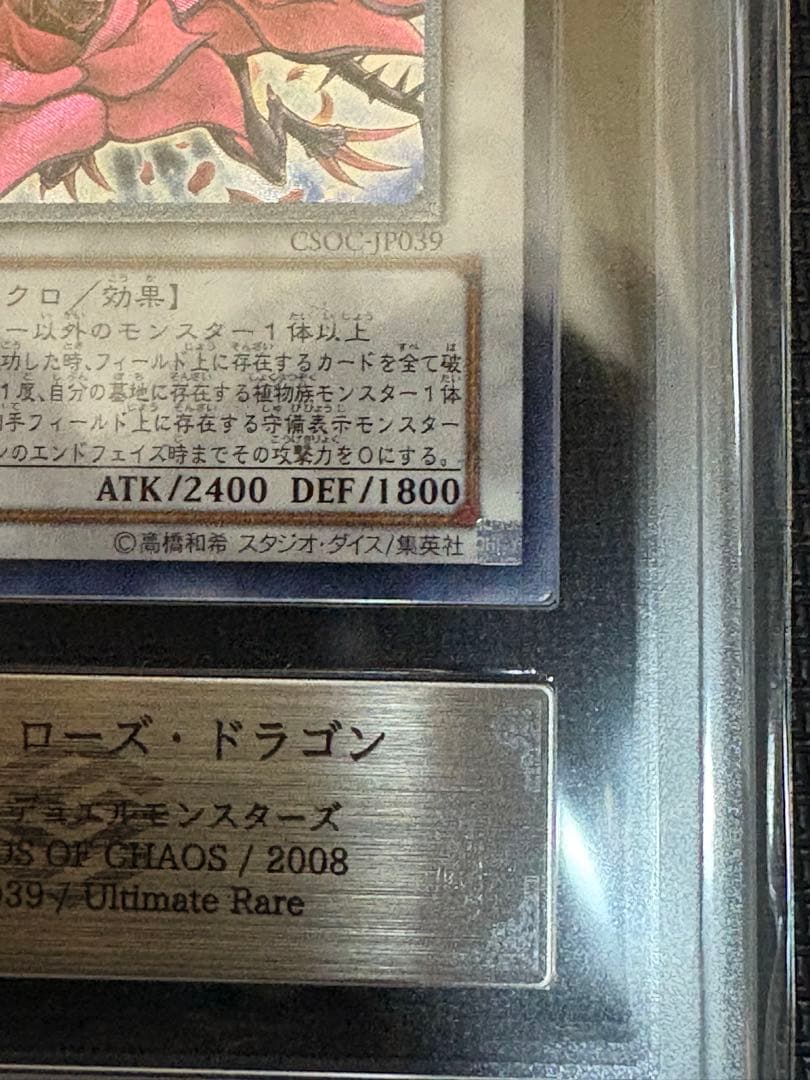 CSOC-JP039
クロ／効果】
ー以外のモンスター１体以上
功した時、フィールド上に存在するカードを全て破
１度、自分の墓地に存在する植物族モンスター１体
手フィールド上に存在する守備表示モンスター
ンのエンドフェイズ時までその攻撃力を０にする。
ATK/2400 DEF/1800
©高橋和希 スタジオ・ダイス/集英社
ローズ・ドラゴン
デュエルモンスターズ
OS OF CHAOS / 2008
039 / Ultimate Rare